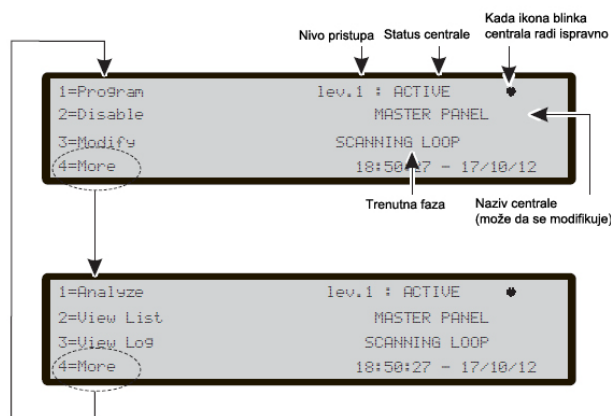 Kada ikona blinka
centrala radi ispravno
Nivo pristupa Status centrale
1=Program lev.1 : ACTIVE
2=Disable MASTER PANEL
3=Modify SCANNING LOOP
4=More 18:50:27 - 17/10/12
Trenutna faza
Naziv centrale
(može da se modifikuje)
1=Analyze lev.1 : ACTIVE
2=View List MASTER PANEL
3=View Log SCANNING LOOP
4=More 18:50:27 - 17/10/12